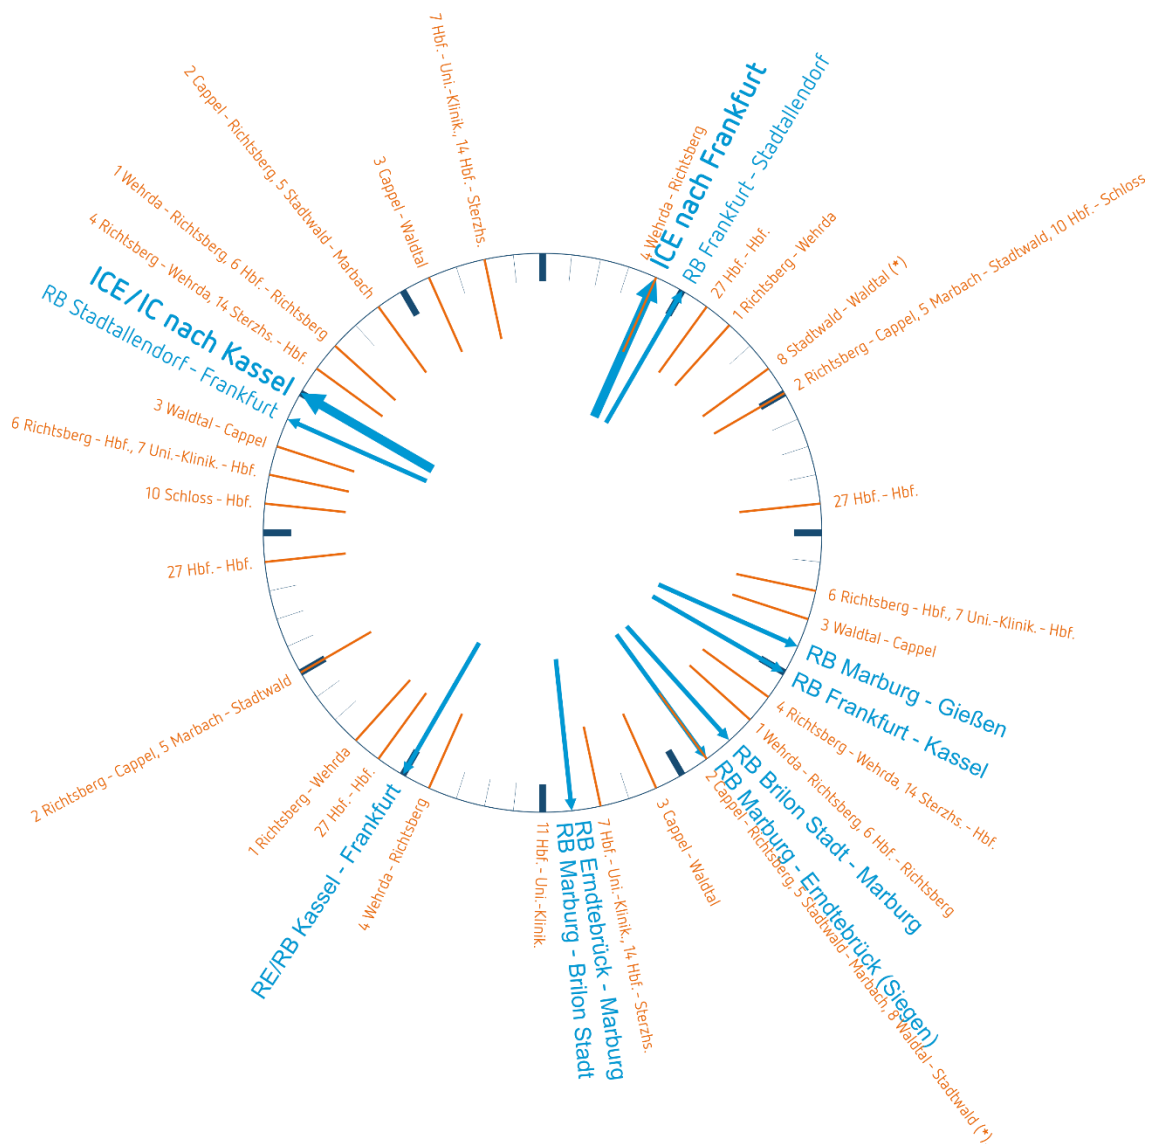 4 Wehrda - Richtsberg
ICE nach Frankfurt
RB Frankfurt - Stadtallendorf
27 Hbf. - Hbf.
1 Richtsberg - Wehrda
8 Stadtwald - Waldtal (*)
2 Richtsberg - Cappel, 5 Marbach - Stadtwald, 10 Hbf. - Schloss
27 Hbf. - Hbf.
6 Richtsberg - Hbf., 7 Uni.-Klinik. - Hbf.
3 Waldtal - Cappel
RB Marburg - Gießen
RB Frankfurt - Kassel
4 Richtsberg - Wehrda, 14 Sterzhs. - Hbf.
1 Wehrda - Richtsberg, 6 Hbf. - Richtsberg
RB Brilon Stadt - Marburg
RB Marburg - Erndtebrück (Siegen)
2 Cappel - Richtsberg, 5 Stadtwald - Marbach, 8 Waldtal - Stadtwald (*)
3 Cappel - Waldtal
7 Hbf. - Uni.-Klinik., 14 Hbf. - Sterzhs.
RB Erndtebrück - Marburg
RB Marburg - Brilon Stadt
11 Hbf. - Uni.-Klinik.
4 Wehrda - Richtsberg
RE/RB Kassel - Frankfurt
27 Hbf. - Hbf.
1 Richtsberg - Wehrda
2 Richtsberg - Cappel, 5 Marbach - Stadtwald
27 Hbf. - Hbf.
10 Schloss - Hbf.
6 Richtsberg - Hbf., 7 Uni.-Klinik. - Hbf.
3 Waldtal - Cappel
RB Stadtallendorf - Frankfurt
ICE/IC nach Kassel
4 Richtsberg - Wehrda, 14 Sterzhs. - Hbf.
1 Wehrda - Richtsberg, 6 Hbf. - Richtsberg
2 Cappel - Richtsberg, 5 Stadtwald - Marbach
3 Cappel - Waldtal
7 Hbf. - Uni.-Klinik., 14 Hbf. - Sterzhs.